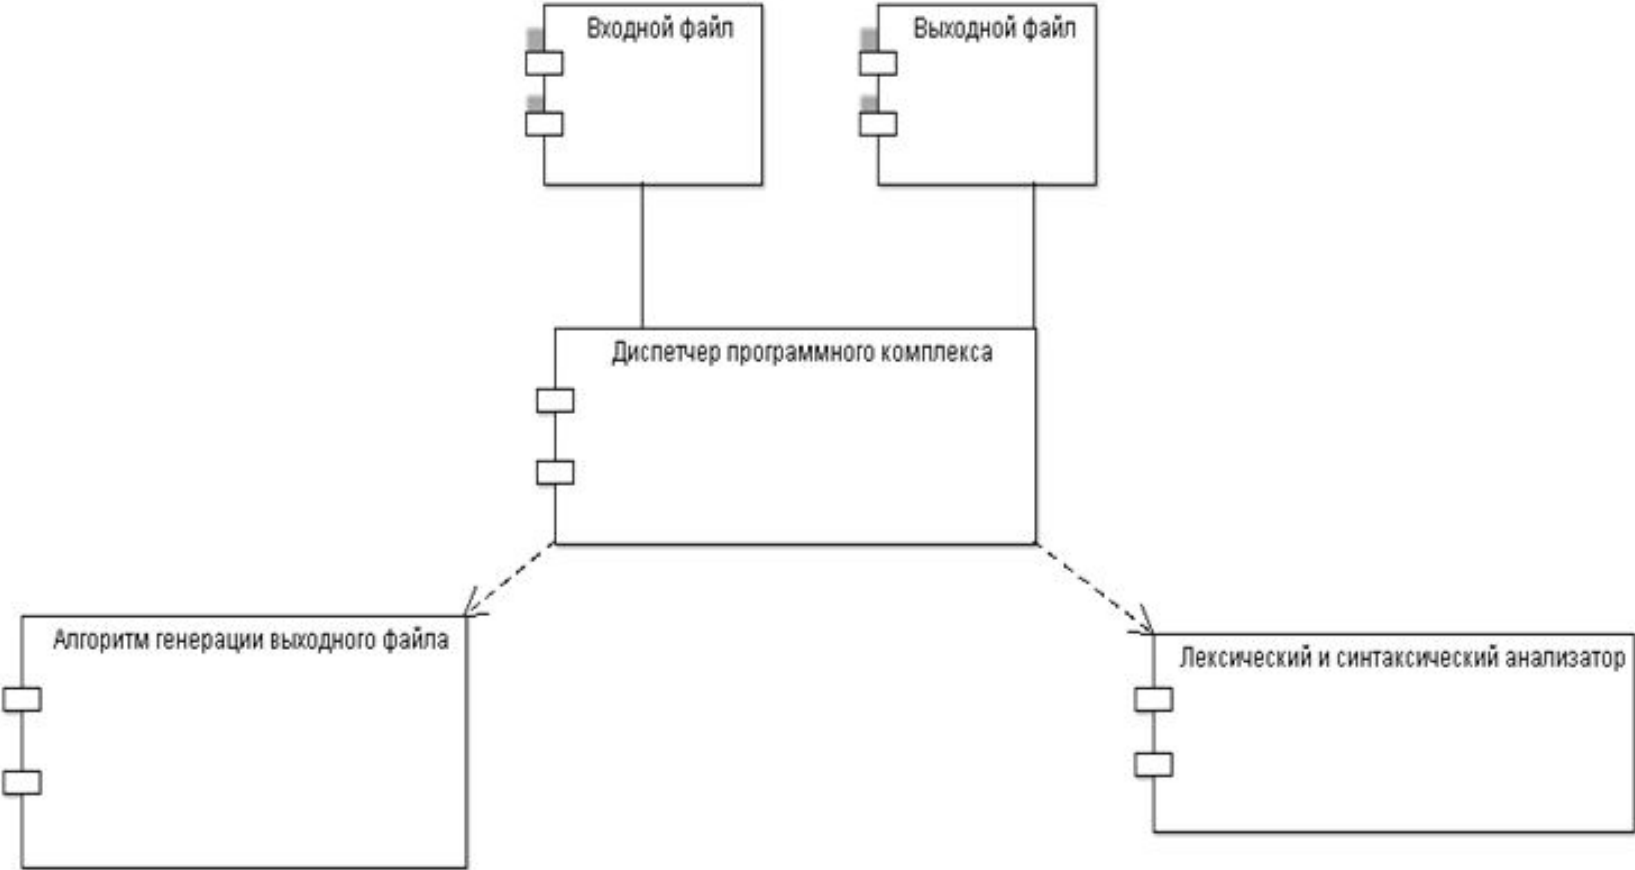 Входной файл
Выходной файл
Диспетчер программного комплекса
Алгоритм генерации выходного файла
Лексический и синтаксический анализатор